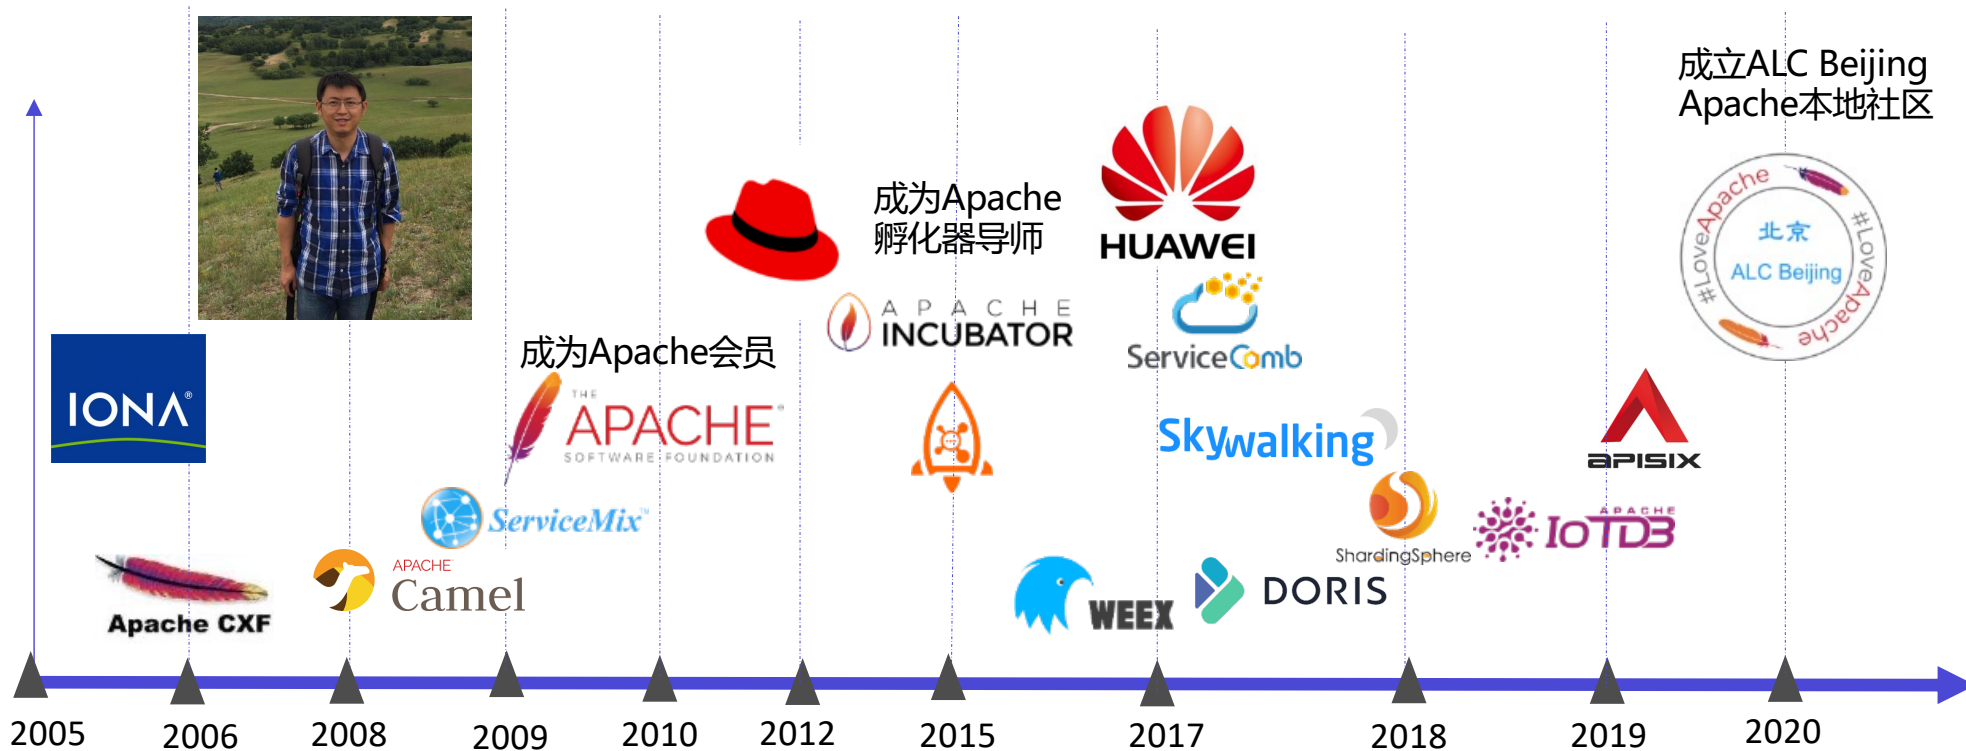 成立ALC Beijing
Apache本地社区
#LoveApache
#LoveApache
北京
ALC Beijing
成为Apache
孵化器导师
HUAWEI
APACHE
INCUBATOR
ServiceComb
IONA®
成为Apache会员
THE
APACHE®
SOFTWARE FOUNDATION
Skywalking
APISIX
ServiceMix™
APACHE
IoTDB
ShardingSphere
APACHE
Camel
WEEX
DORIS
Apache CXF
2005
2006
2008
2009
2010
2012
2015
2017
2018
2019
2020